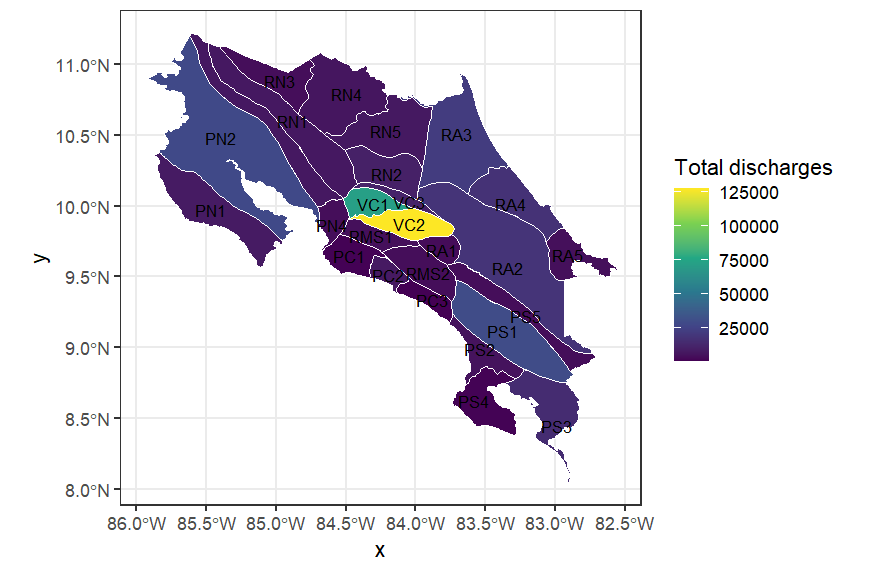 11.0°N
10.5°N
10.0°N
9.5°N
9.0°N
8.5°N
8.0°N
y
RN3
RN4
RN1
RN5
PN2
RA3
RN2
PN1
VC1
VC3
RA4
PN4
VC2
RMS1
RA1
PC1
RA5
PC2
RMS2
RA2
PC3
PS5
PS1
PS2
PS4
PS3
86.0°W 85.5°W 85.0°W 84.5°W 84.0°W 83.5°W 83.0°W 82.5°W
x
Total discharges
125000
100000
75000
50000
25000